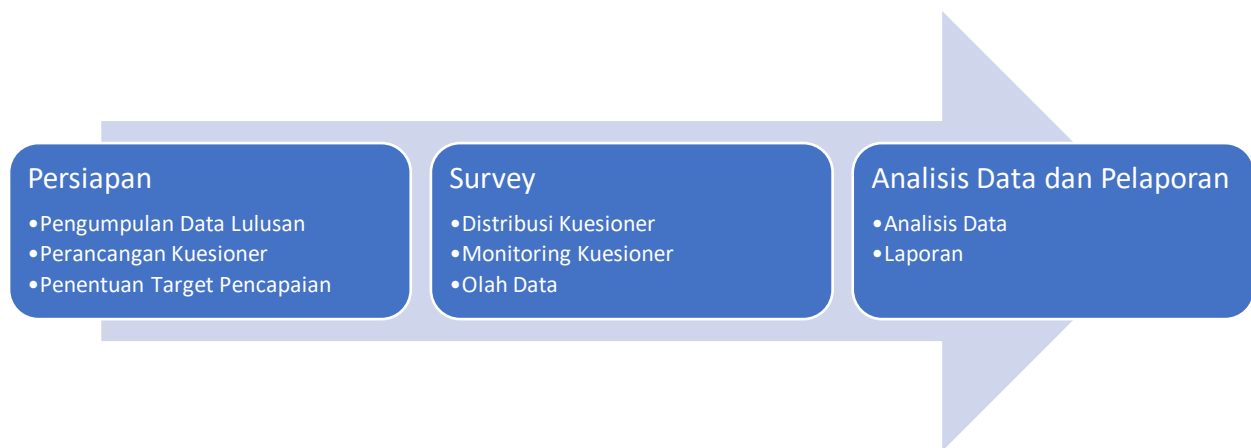 Persiapan
•Pengumpulan Data Lulusan
•Perancangan Kuesioner
•Penentuan Target Pencapaian
Survey
•Distribusi Kuesioner
•Monitoring Kuesioner
•Olah Data
Analisis Data dan Pelaporan
•Analisis Data
•Laporan